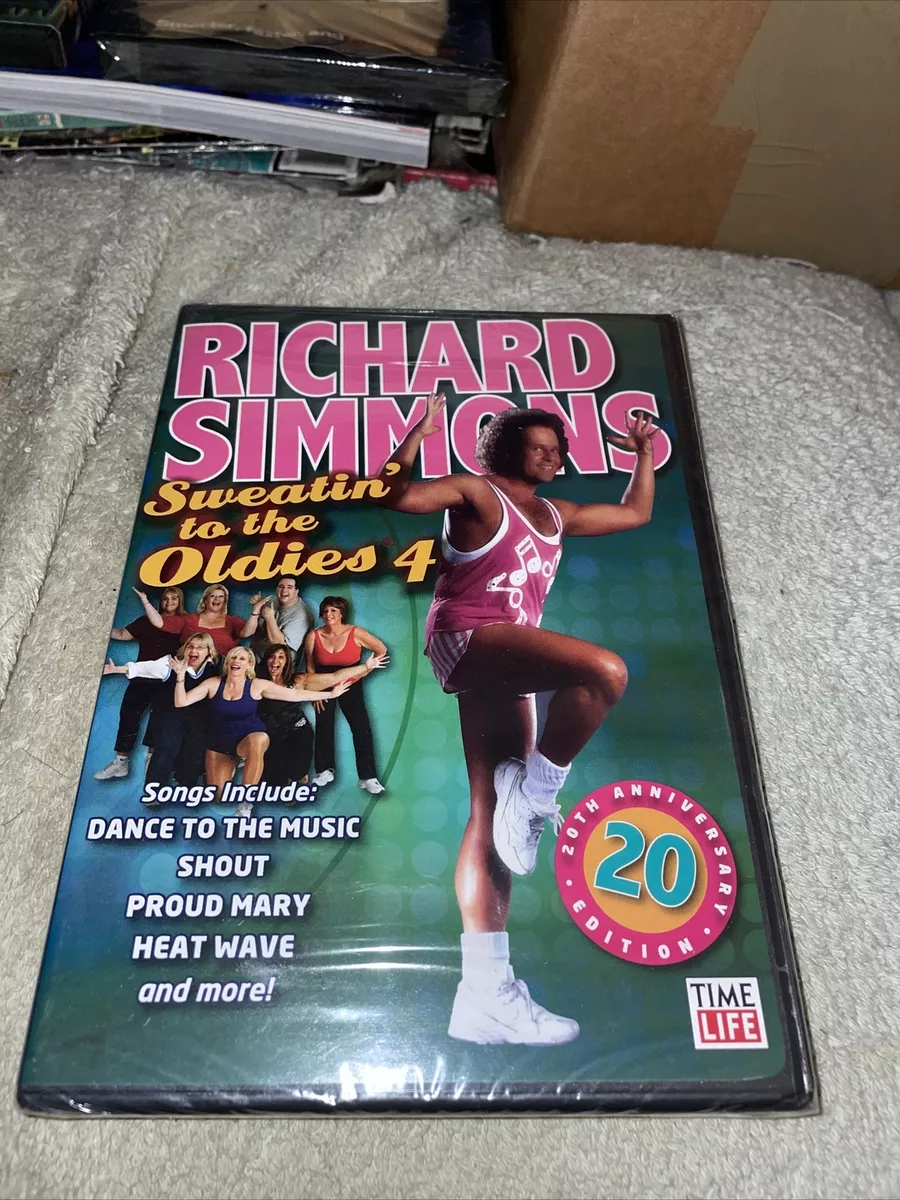 RICHARD
SIMMONS
Sweatin'
to the
Oldies 4
Songs Include:
DANCE TO THE MUSIC
SHOUT
PROUD MARY
HEAT WAVE
and more!
20TH ANNIVERSARY
20
EDITION
TIME
LIFE